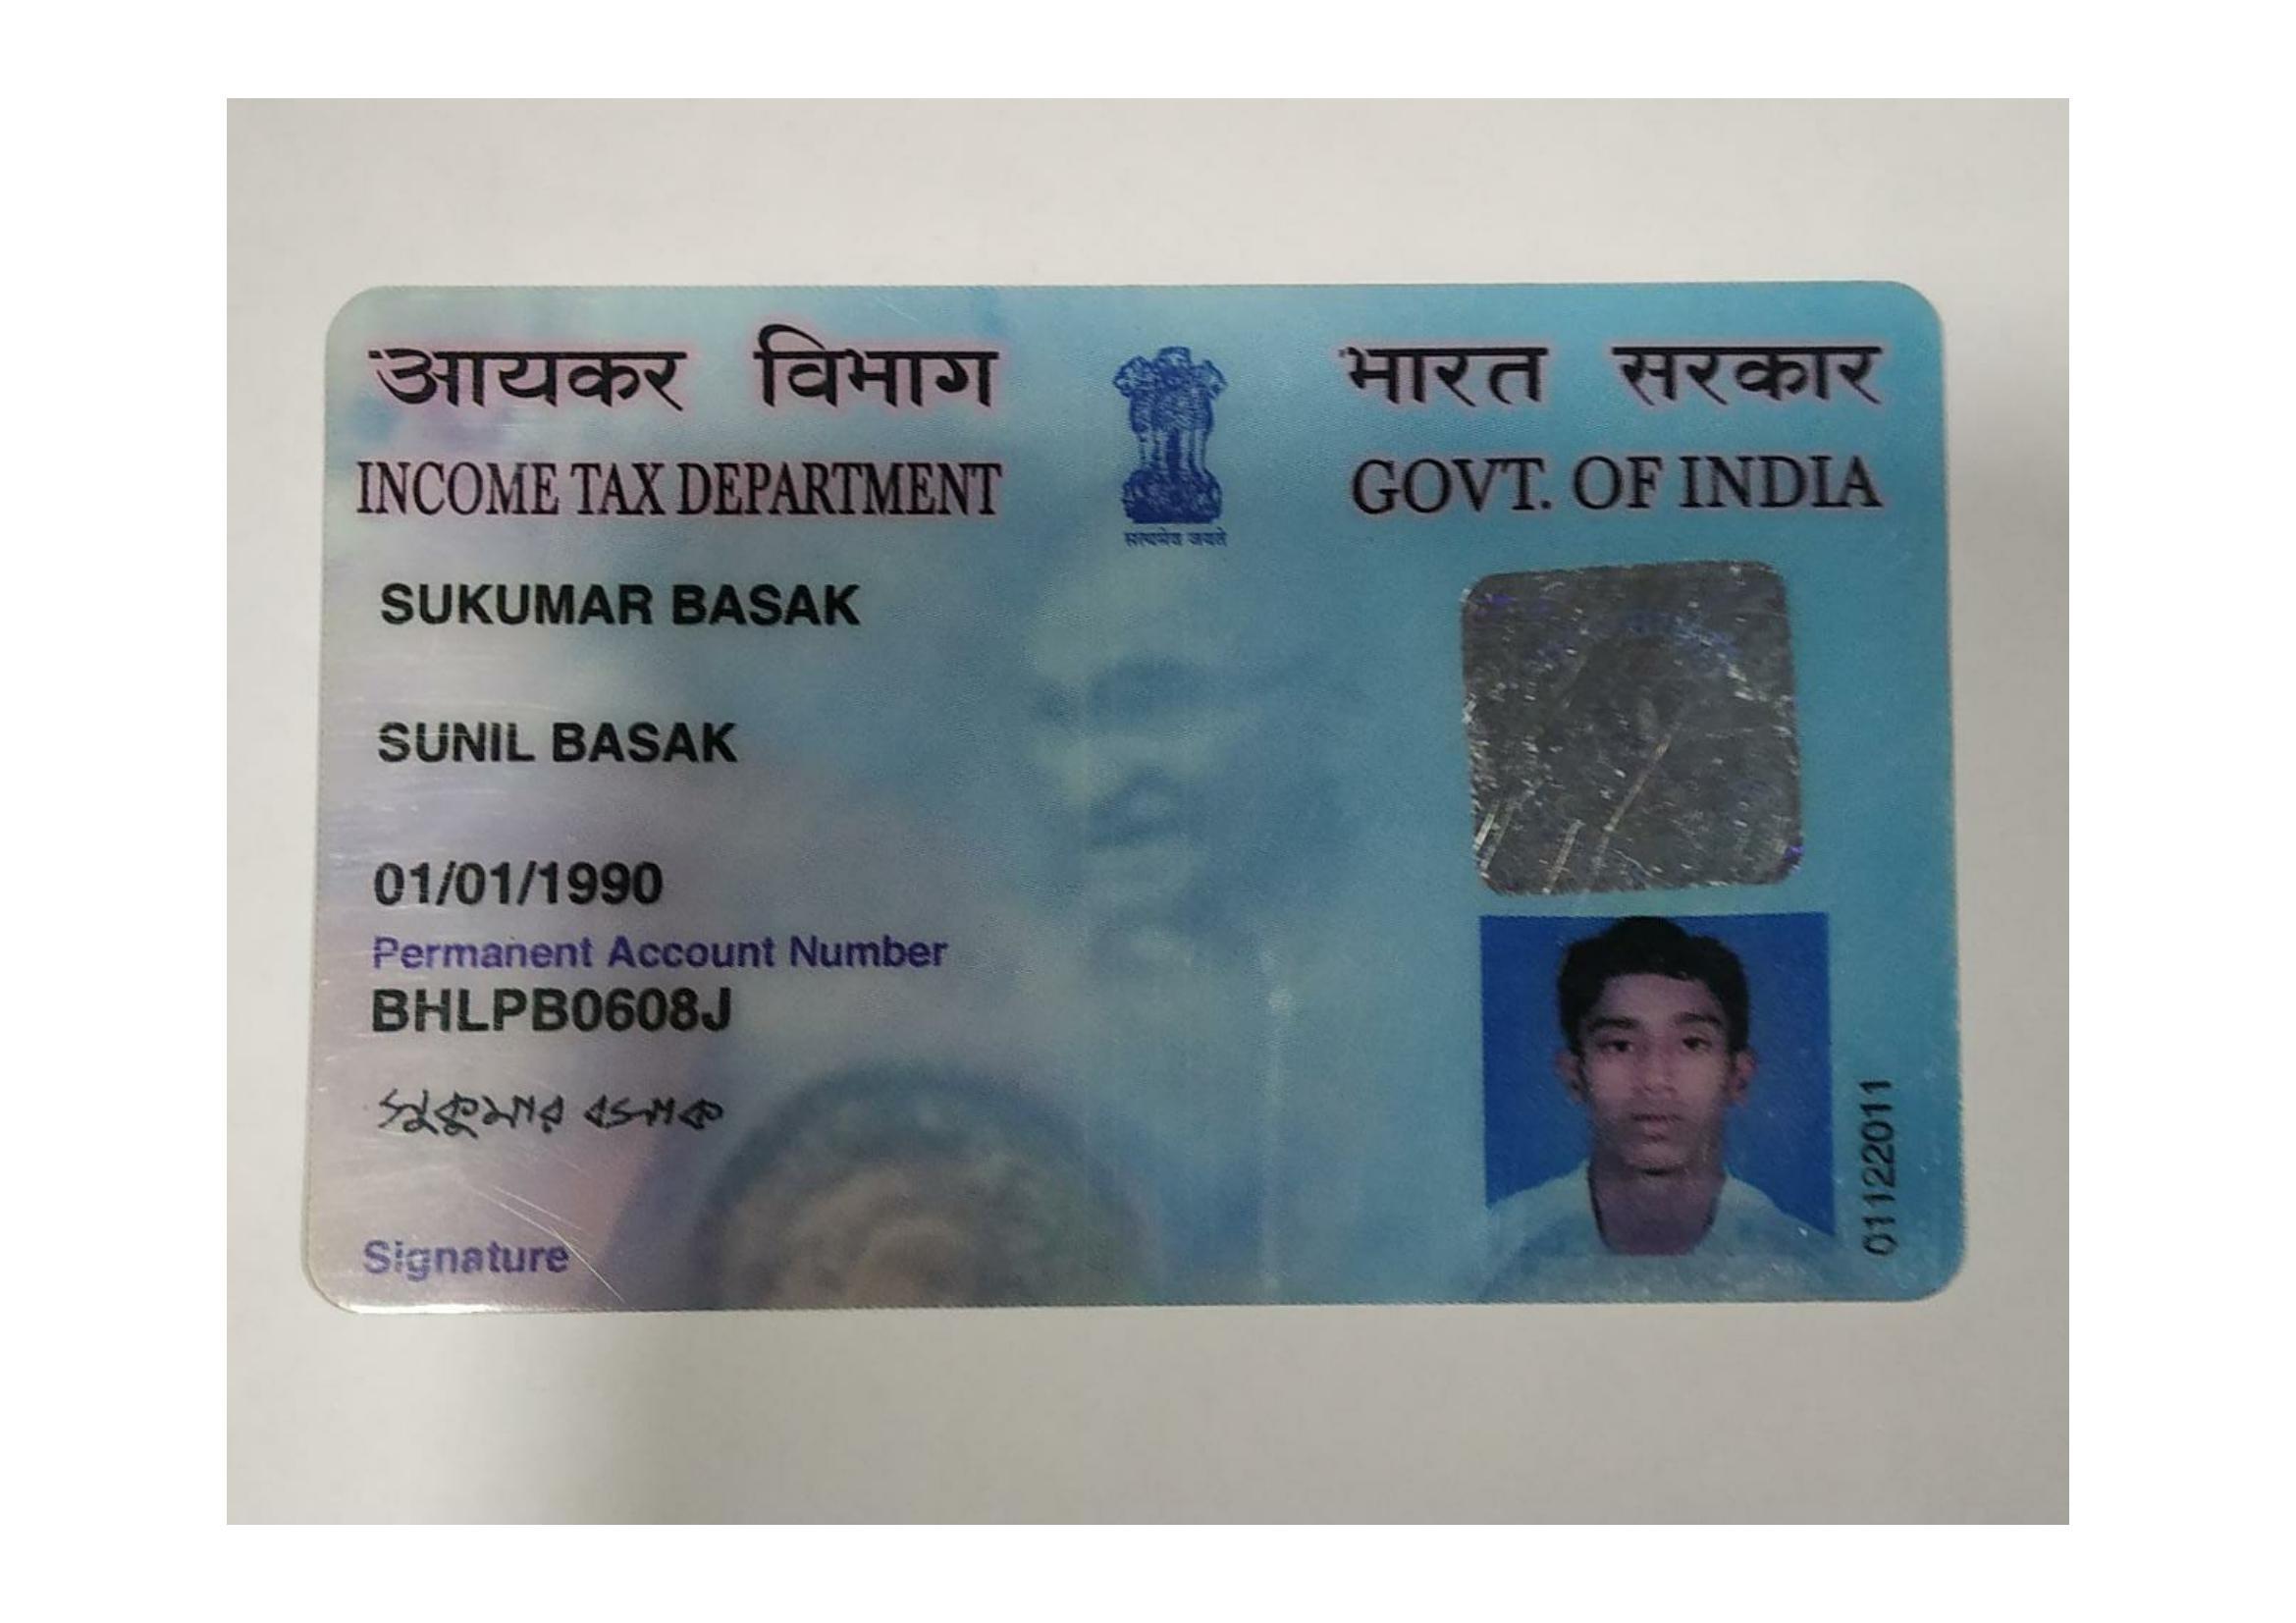 आयकर विभाग
भारत सरकार
INCOME TAX DEPARTMENT
GOVT. OF INDIA
सत्यमेव जयते
SUKUMAR BASAK
SUNIL BASAK
01/01/1990
Permanent Account Number
BHLPB0608J
সুকুমার বসাক
Signature
01122011